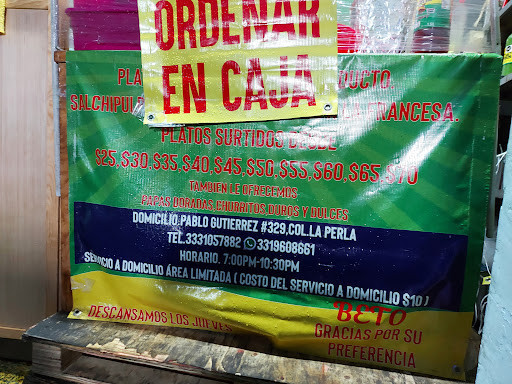 ORDENAR
EN CAJA
PLA DUCTO.
SALCHIPUL FRANCESA.
PLATOS SURTIDOS DESDE
$25,$30,$35,$40,$45,$50,$55,$60,$65,$70
TAMBIEN LE OFRECEMOS
PAPAS DORADAS,CHURRITOS,DUROS Y DULCES
DOMICILIO.PABLO GUTIERREZ #329,COL.LA PERLA
TEL.3331057882 3319608661
HORARIO. 7:00PM-10:30PM
SERVICIO A DOMICILIO ÁREA LIMITADA ( COSTO DEL SERVICIO A DOMICILIO $10 )
DESCANSAMOS LOS JUEVES
BETO
GRACIAS POR SU
PREFERENCIA